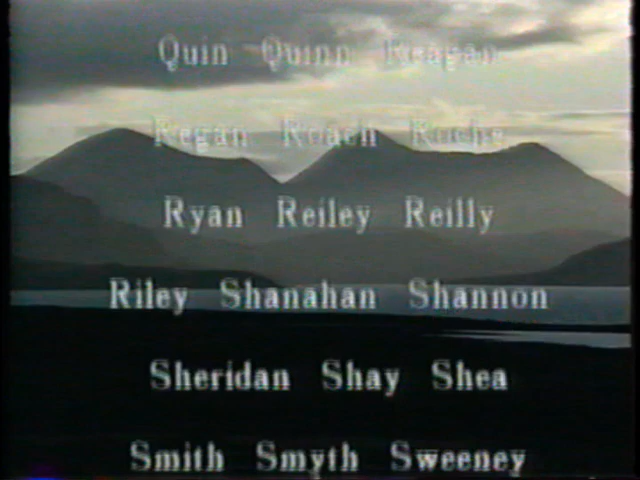 Quin Quinn Reagan
Regan Roach Roche
Ryan Reiley Reilly
Riley Shanahan Shannon
Sheridan Shay Shea
Smith Smyth Sweeney